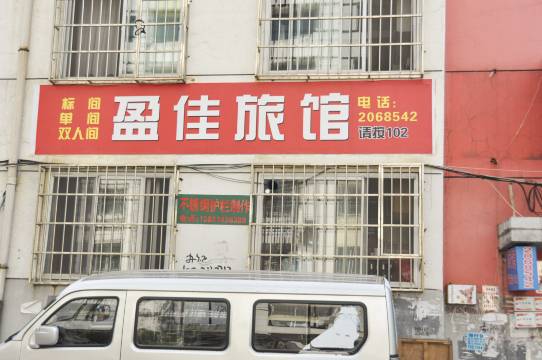 标 间
单 间
双人间
盈佳旅馆
电 话：
2068542
请按102
不锈钢护栏制作